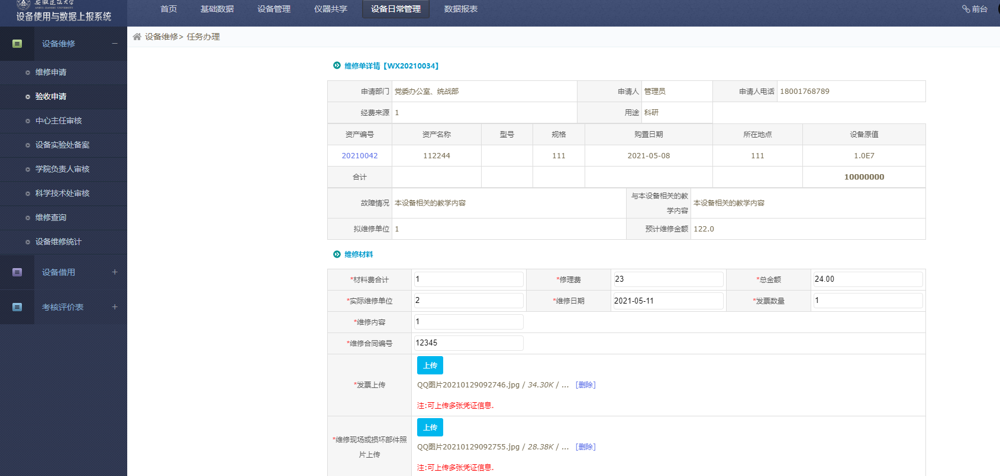 安徽建筑大学
ANHUI JIANZHU UNIVERSITY
设备使用与数据上报系统
首页 基础数据 设备管理 仪器共享 设备日常管理 数据报表 前台
设备维修 −
维修申请
验收申请
中心主任审核
设备实验处备案
学院负责人审核
科学技术处审核
维修查询
设备维修统计
设备借用 +
考核评价表 +
设备维修> 任务办理
维修单详情【WX20210034】
申请部门 党委办公室、统战部 申请人 管理员 申请人电话 18001768789
经费来源 1 用途 科研
资产编号 资产名称 型号 规格 购置日期 所在地点 设备原值
20210042 112244 111 2021-05-08 111 1.0E7
合计 10000000
故障情况 本设备相关的教学内容 与本设备相关的教
学内容 本设备相关的教学内容
拟维修单位 1 预计维修金额 122.0
维修材料
*材料费合计 1 *修理费 23 *总金额 24.00
*实际维修单位 2 *维修日期 2021-05-11 *发票数量 1
*维修内容 1
*维修合同编号 12345
上传
*发票上传 QQ图片20210129092746.jpg / 34.30K / ... [删除]
注:可上传多张凭证信息.
上传
*维修现场或损坏部件照
片上传
QQ图片20210129092755.jpg / 28.38K / ... [删除]
注:可上传多张凭证信息.